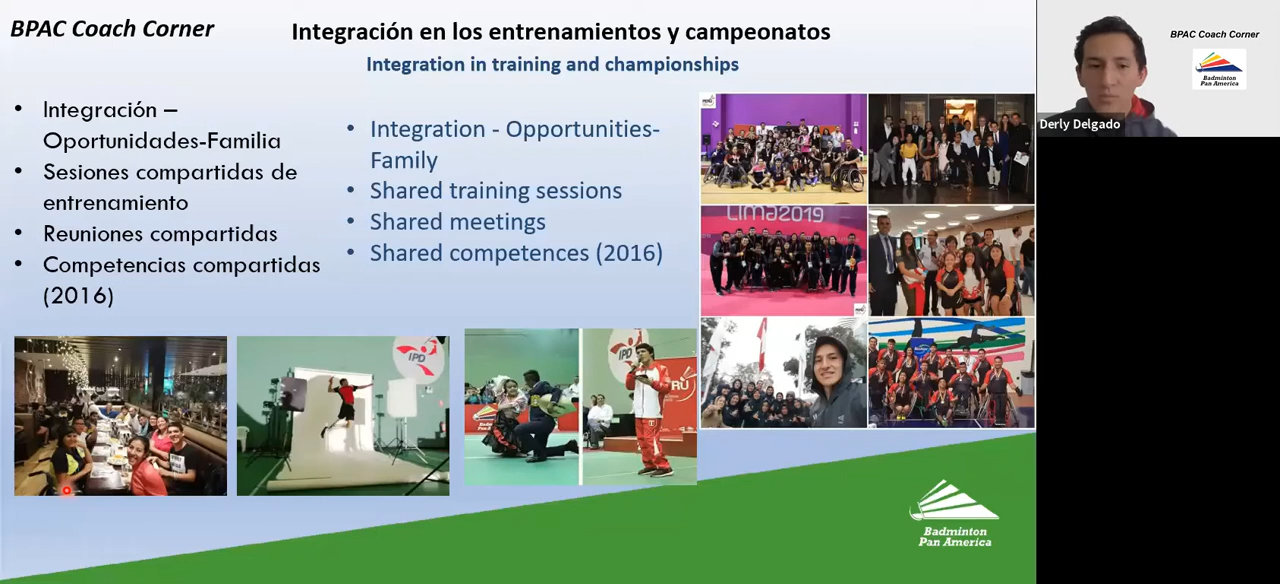 BPAC Coach Corner
Integración en los entrenamientos y campeonatos
Integration in training and championships
• Integración –
Oportunidades-Familia
• Sesiones compartidas de
entrenamiento
• Reuniones compartidas
• Competencias compartidas
(2016)
• Integration - Opportunities-
Family
• Shared training sessions
• Shared meetings
• Shared competences (2016)
LIMA2019
IPD
IPD
Badminton
Pan America
BPAC Coach Corner
Badminton
Pan America
Derly Delgado